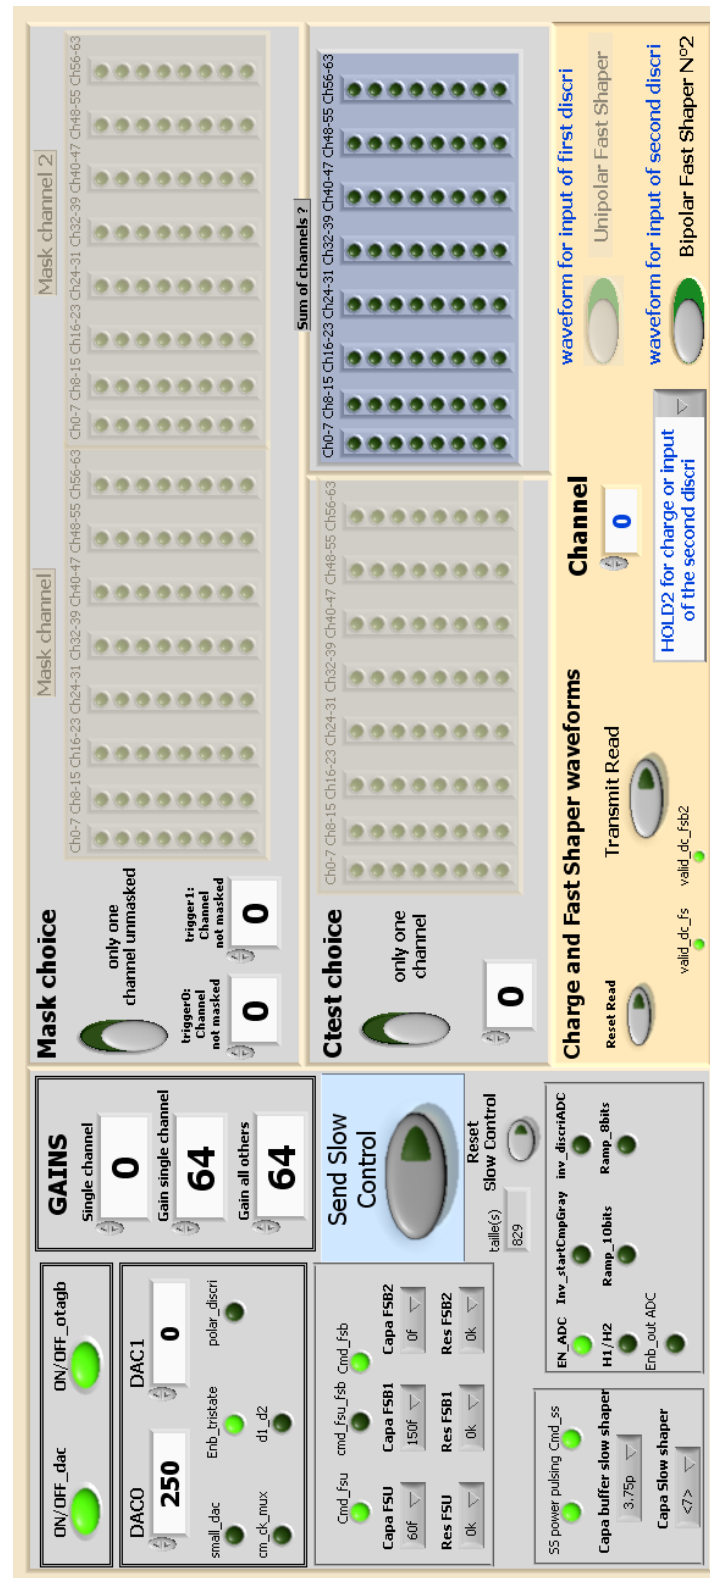 ON/OFF_dac
ON/OFF_otagb
DAC0
250
DAC1
0
small_dac
Enb_tristate
polar_discri
cm_ck_mux
d1_d2
GAINS
Single channel
0
Gain single channel
64
Gain all others
64
Cmd_fsu
cmd_fsu_fsb
Cmd_fsb
Capa FSU
60f
Capa FSB1
150f
Capa FSB2
0f
Res FSU
0k
Res FSB1
0k
Res FSB2
0k
Send Slow
Control
taille(s)
829
Reset
Slow Control
SS power pulsing
Cmd_ss
Capa buffer slow shaper
3.75p
Capa Slow shaper
<7>
EN_ADC
Inv_startCmpGray
inv_discriADC
H1/H2
Ramp_10bits
Ramp_8bits
Enb_out ADC
Mask choice
only one
channel unmasked
trigger0:
Channel
not masked
0
trigger1:
Channel
not masked
0
Mask channel
Ch0-7 Ch8-15 Ch16-23 Ch24-31 Ch32-39 Ch40-47 Ch48-55 Ch56-63
Mask channel 2
Ch0-7 Ch8-15 Ch16-23 Ch24-31 Ch32-39 Ch40-47 Ch48-55 Ch56-63
Ctest choice
only one
channel
0
Ch0-7 Ch8-15 Ch16-23 Ch24-31 Ch32-39 Ch40-47 Ch48-55 Ch56-63
Sum of channels ?
Ch0-7 Ch8-15 Ch16-23 Ch24-31 Ch32-39 Ch40-47 Ch48-55 Ch56-63
Charge and Fast Shaper waveforms
Reset Read
Transmit Read
valid_dc_fs
valid_dc_fsb2
Channel
0
HOLD2 for charge or input
of the second discri
waveform for input of first discri
Unipolar Fast Shaper
waveform for input of second discri
Bipolar Fast Shaper N°2